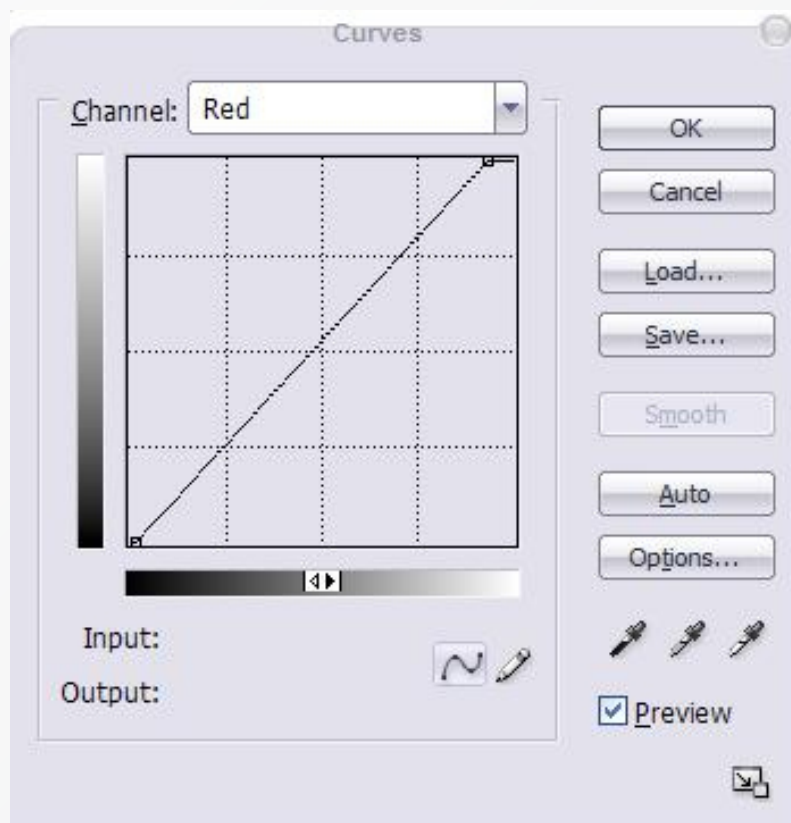 Curves
Channel: Red
OK
Cancel
Load...
Save...
Smooth
Auto
Options...
Input:
Output:
Preview